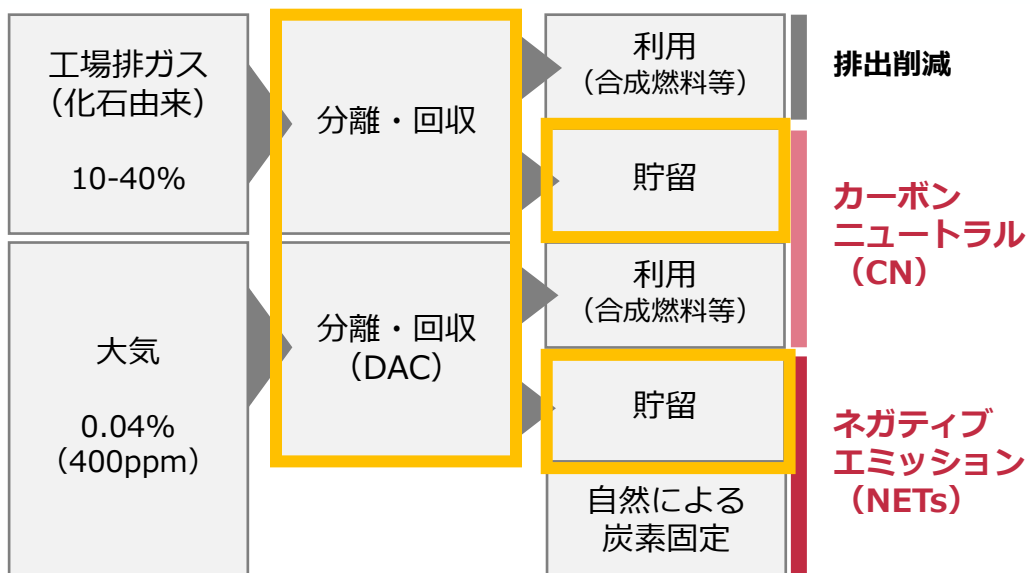 工場排ガス
（化石由来）
10-40%
分離・回収
利用
（合成燃料等）
排出削減
貯留
カーボン
ニュートラル
（CN）
大気
0.04%
（400ppm）
分離・回収
（DAC）
利用
（合成燃料等）
貯留
ネガティブ
エミッション
（NETs）
自然による
炭素固定